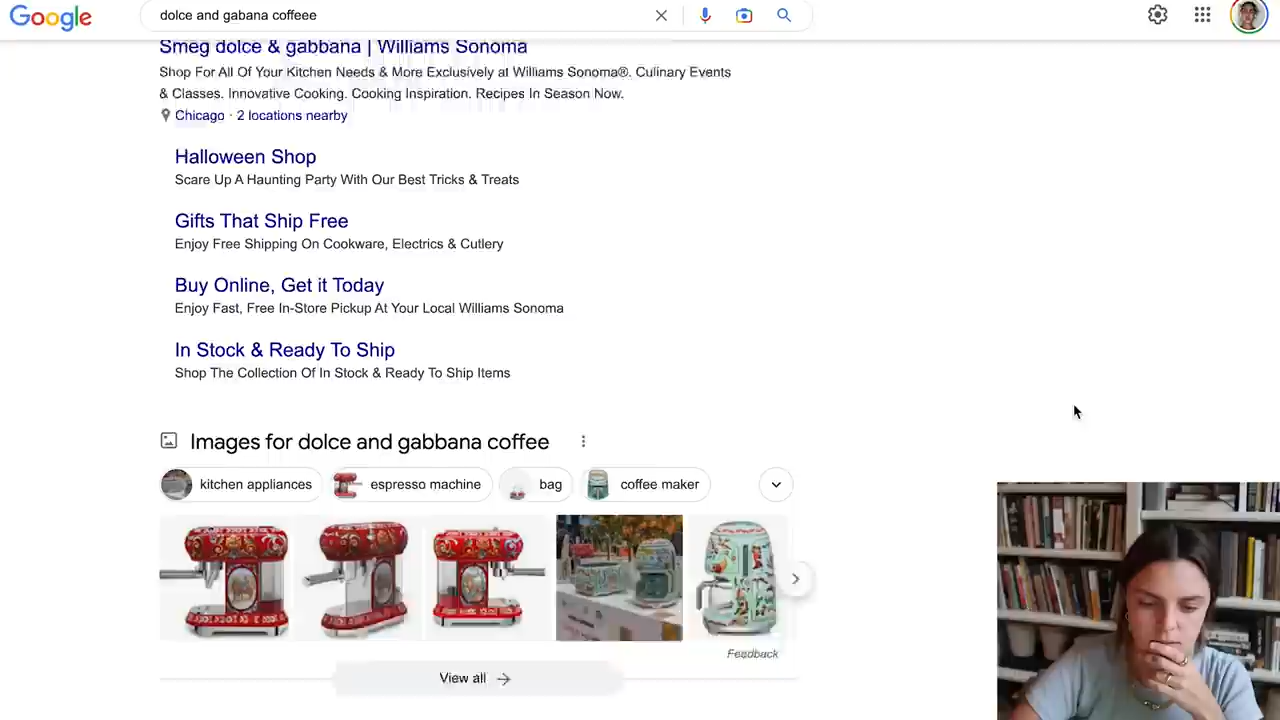 Google
dolce and gabana coffeee
Smeg dolce & gabbana | Williams Sonoma
Shop For All Of Your Kitchen Needs & More Exclusively at Williams Sonoma®. Culinary Events
& Classes. Innovative Cooking. Cooking Inspiration. Recipes In Season Now.
Chicago · 2 locations nearby
Halloween Shop
Scare Up A Haunting Party With Our Best Tricks & Treats
Gifts That Ship Free
Enjoy Free Shipping On Cookware, Electrics & Cutlery
Buy Online, Get it Today
Enjoy Fast, Free In-Store Pickup At Your Local Williams Sonoma
In Stock & Ready To Ship
Shop The Collection Of In Stock & Ready To Ship Items
Images for dolce and gabbana coffee
kitchen appliances
espresso machine
bag
coffee maker
Feedback
View all